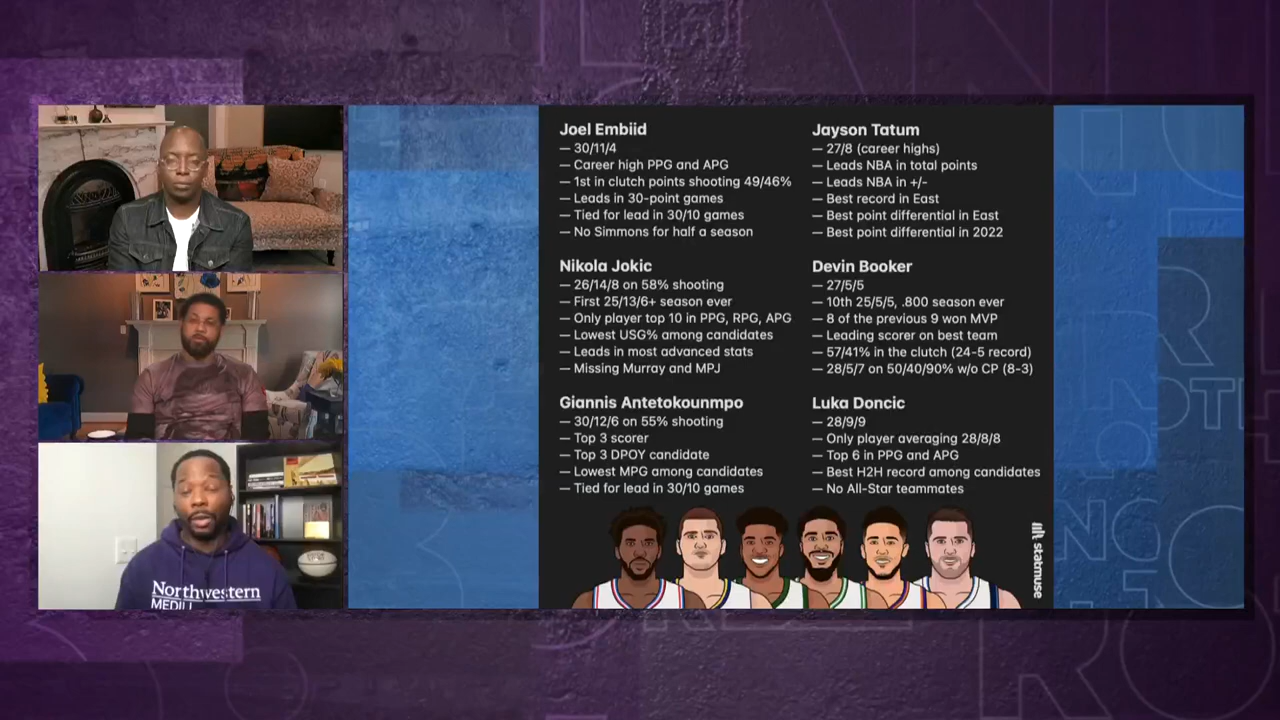 Joel Embiid
— 30/11/4
— Career high PPG and APG
— 1st in clutch points shooting 49/46%
— Leads in 30-point games
— Tied for lead in 30/10 games
— No Simmons for half a season
Nikola Jokic
— 26/14/8 on 58% shooting
— First 25/13/6+ season ever
— Only player top 10 in PPG, RPG, APG
— Lowest USG% among candidates
— Leads in most advanced stats
— Missing Murray and MPJ
Giannis Antetokounmpo
— 30/12/6 on 55% shooting
— Top 3 scorer
— Top 3 DPOY candidate
— Lowest MPG among candidates
— Tied for lead in 30/10 games
Jayson Tatum
— 27/8 (career highs)
— Leads NBA in total points
— Leads NBA in +/-
— Best record in East
— Best point differential in East
— Best point differential in 2022
Devin Booker
— 27/5/5
— 10th 25/5/5, .800 season ever
— 8 of the previous 9 won MVP
— Leading scorer on best team
— 57/41% in the clutch (24-5 record)
— 28/5/7 on 50/40/90% w/o CP (8-3)
Luka Doncic
— 28/9/9
— Only player averaging 28/8/8
— Top 6 in PPG and APG
— Best H2H record among candidates
— No All-Star teammates
statmuse
Northwestern
MEDILL